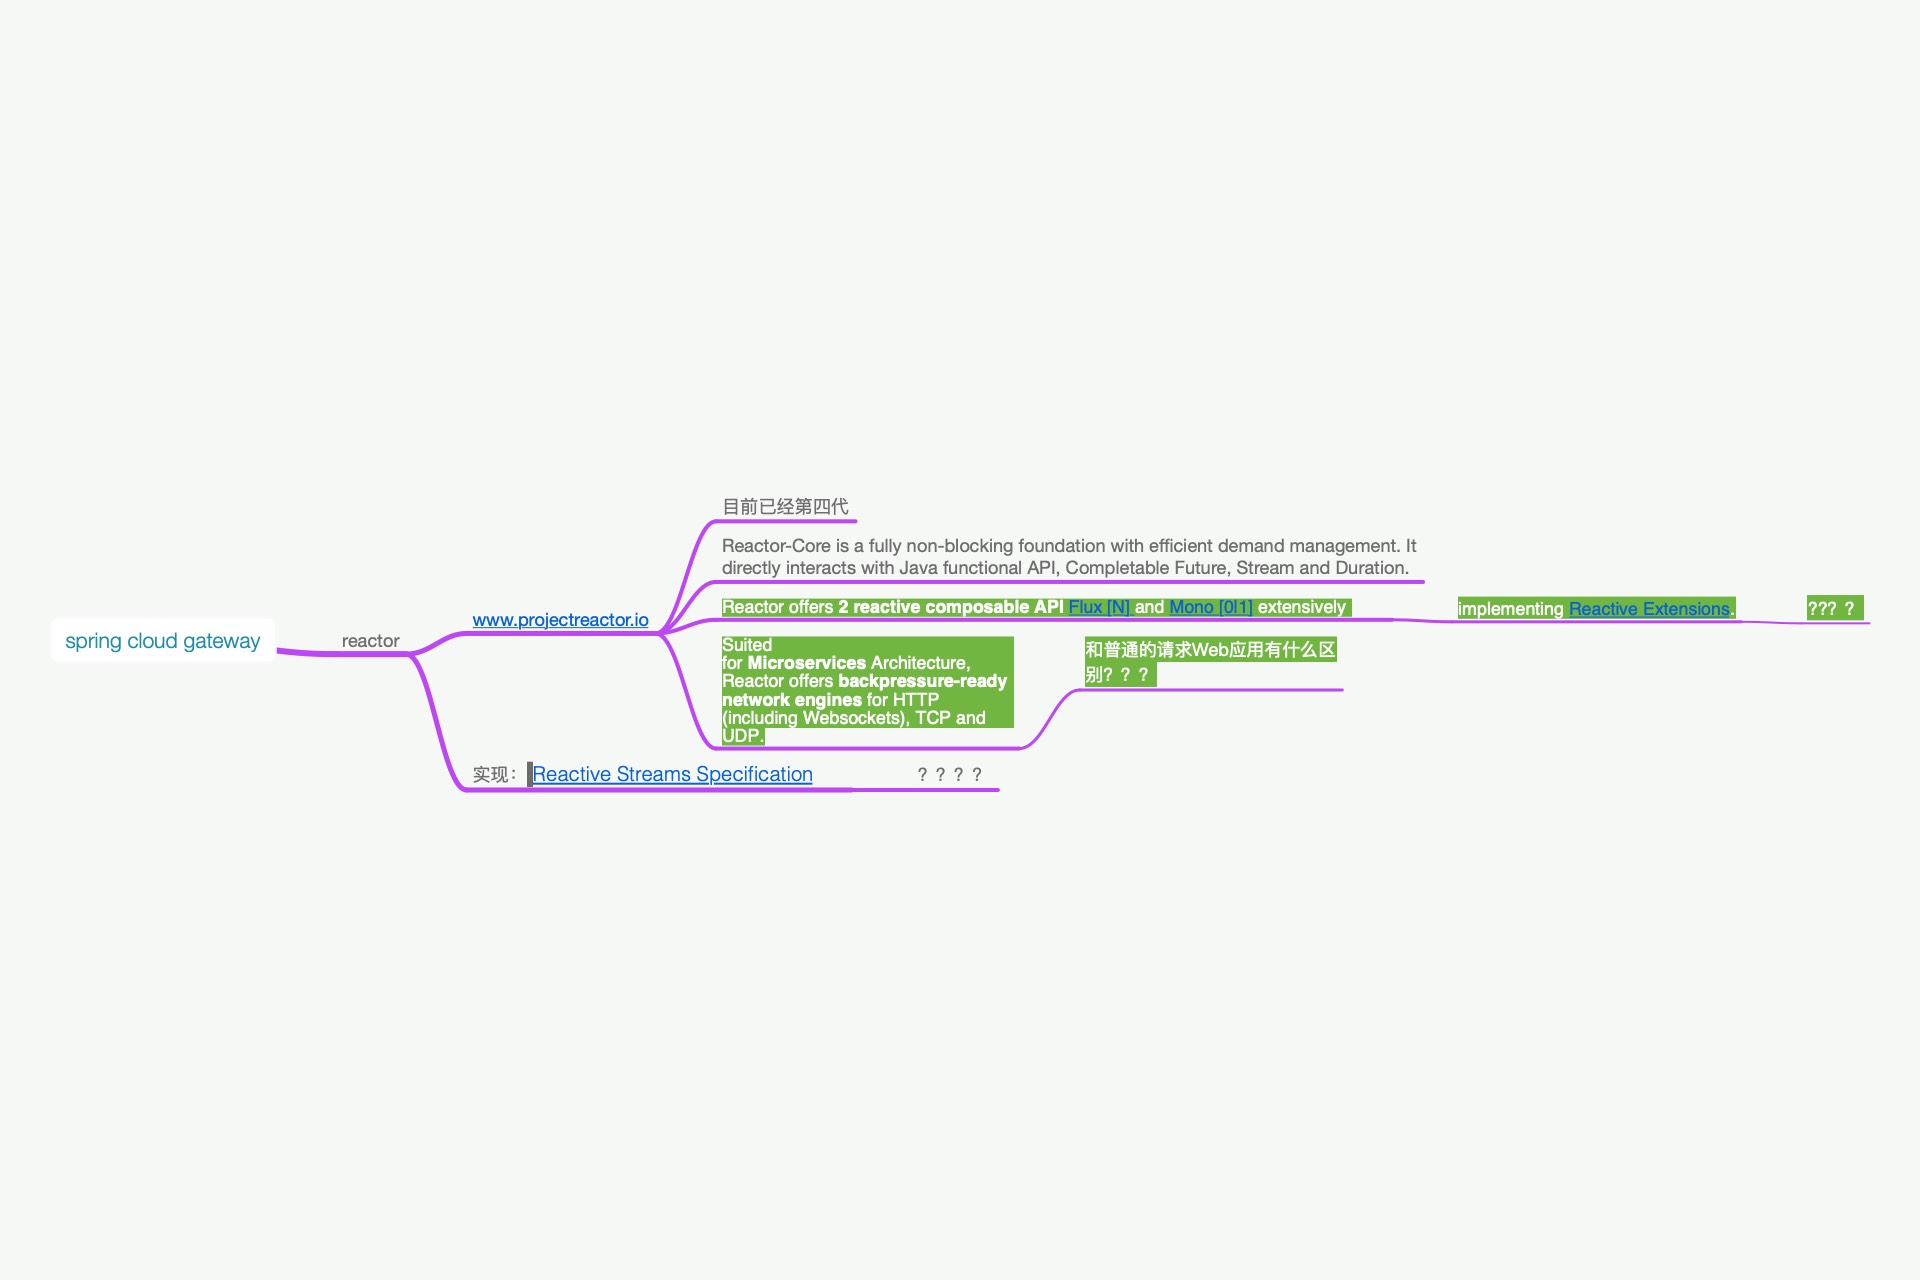 spring cloud gateway
reactor
www.projectreactor.io
目前已经第四代
Reactor-Core is a fully non-blocking foundation with efficient demand management. It
directly interacts with Java functional API, Completable Future, Stream and Duration.
Reactor offers 2 reactive composable API Flux [N] and Mono [0|1] extensively
implementing Reactive Extensions.
??? ？
Suited
for Microservices Architecture,
Reactor offers backpressure-ready
network engines for HTTP
(including Websockets), TCP and
UDP.
和普通的请求Web应用有什么区
别？？？
实现：Reactive Streams Specification
？？？？